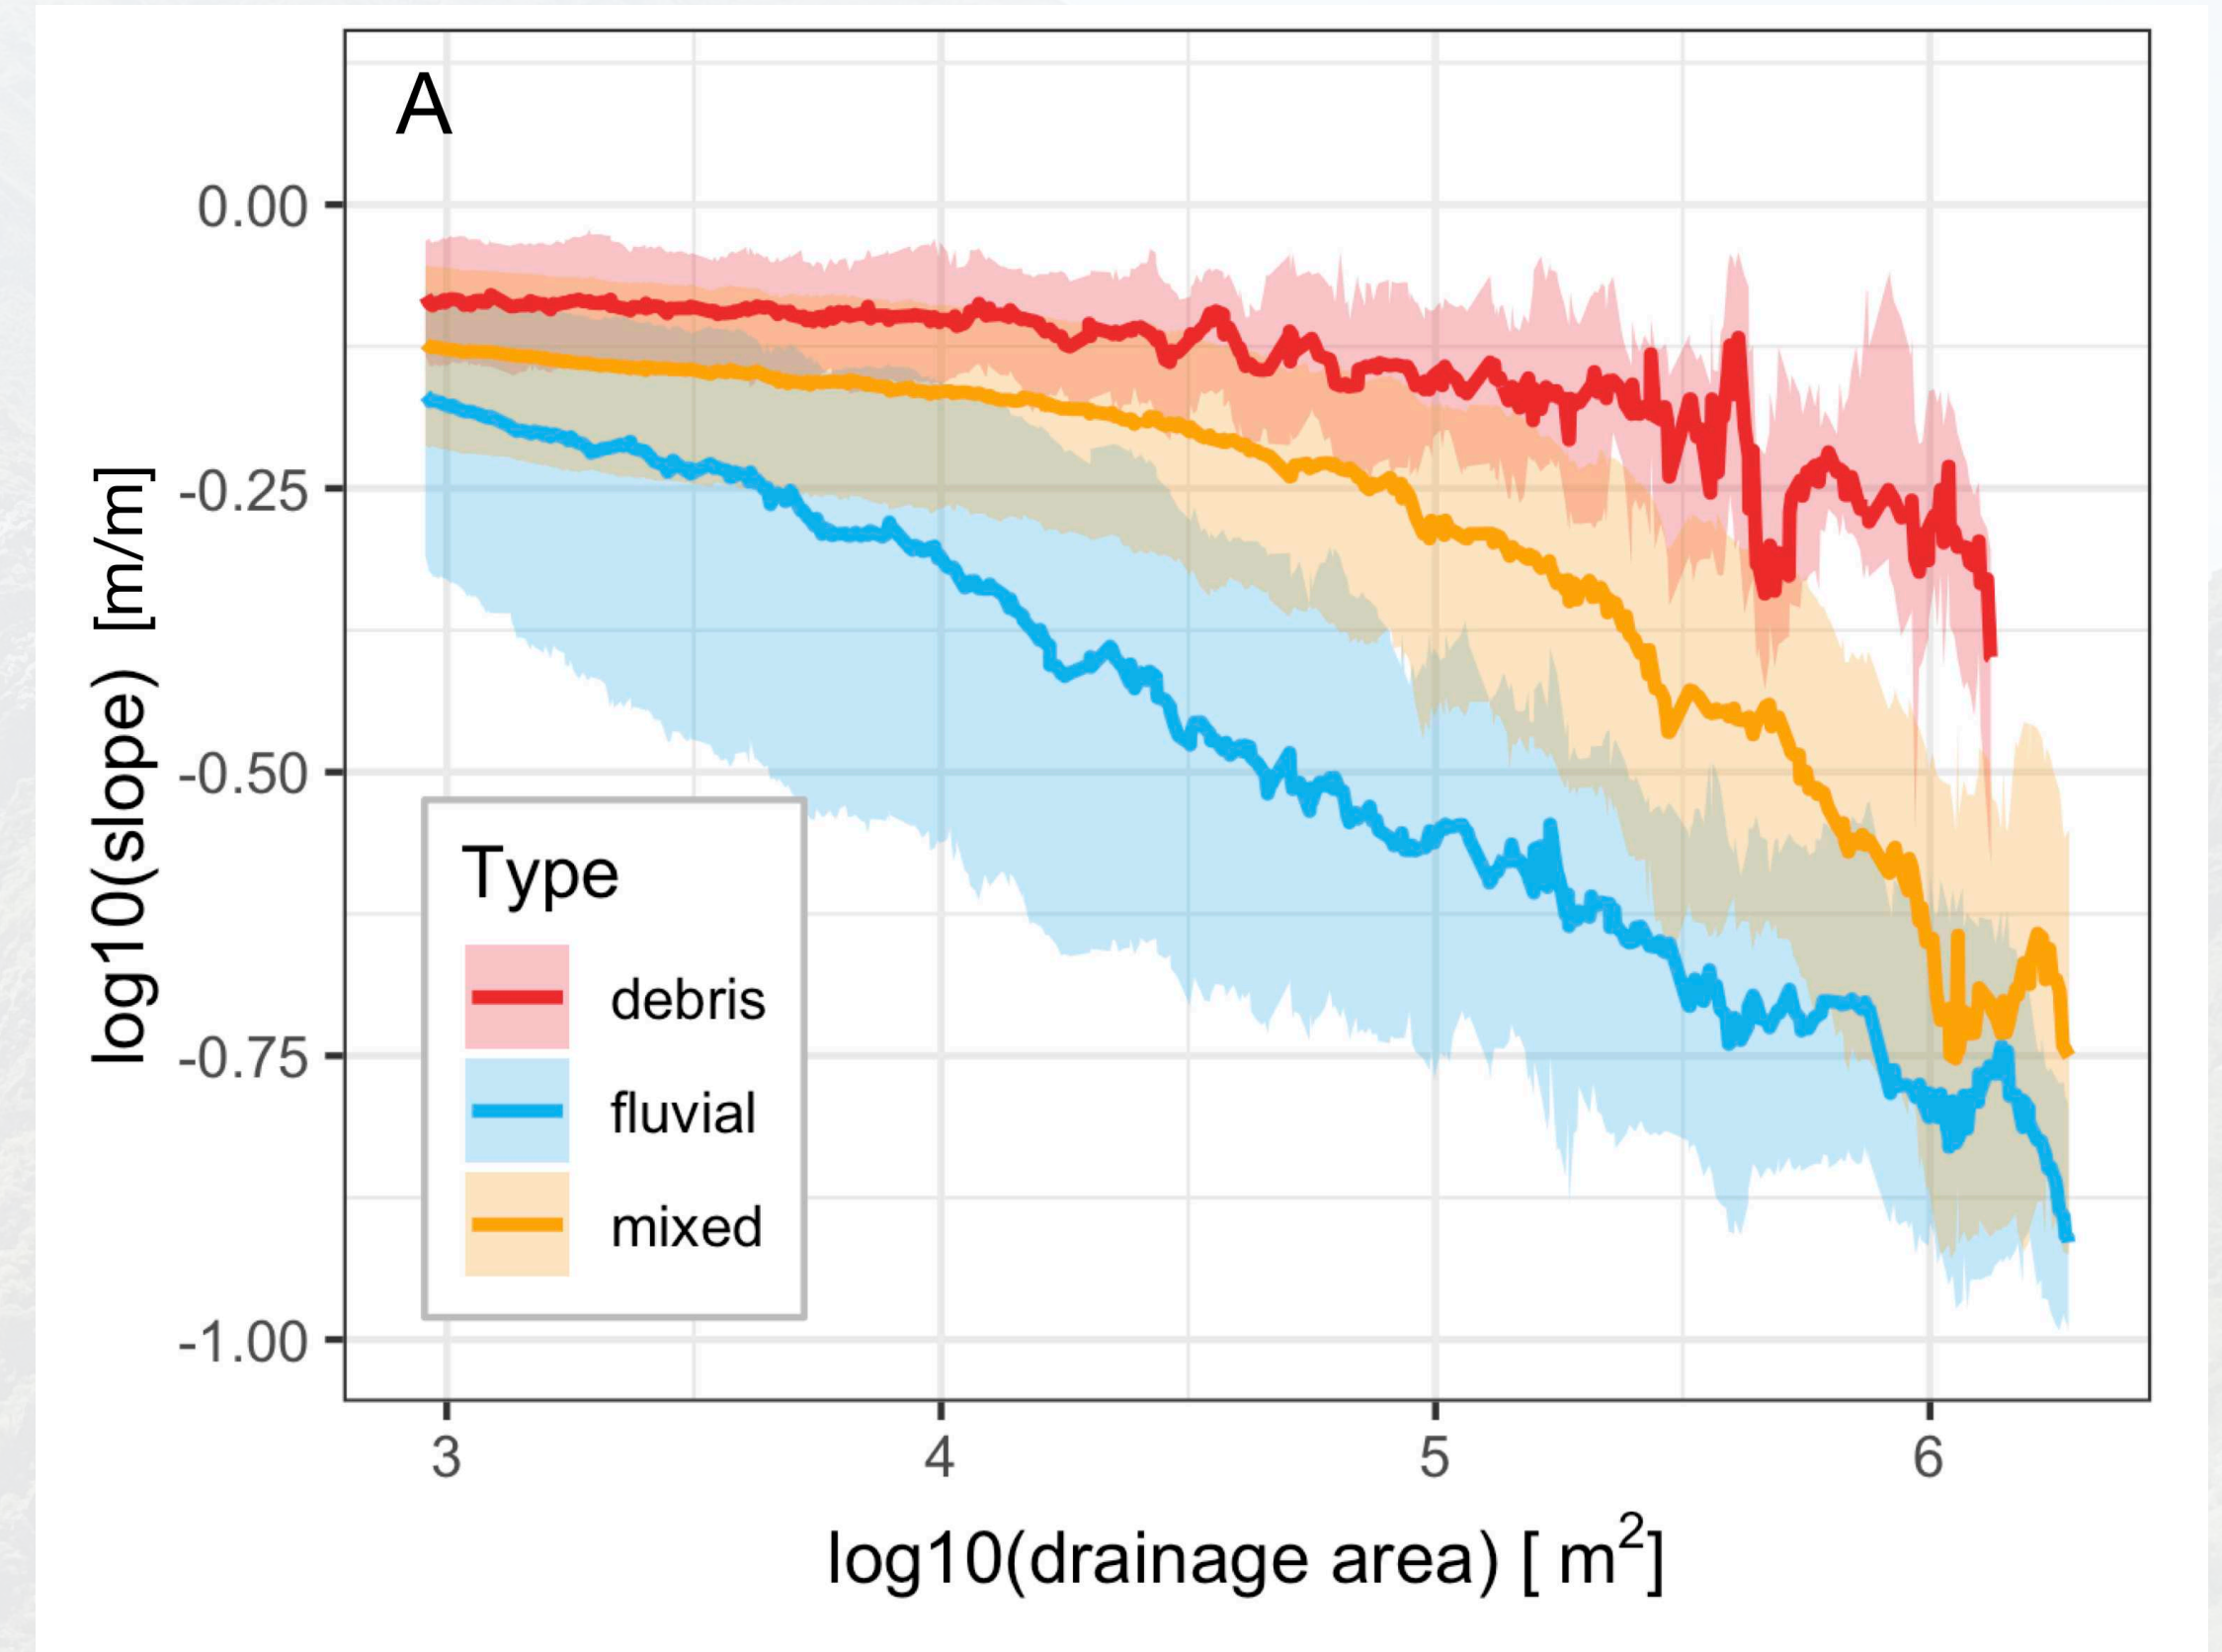 A
0.00
-0.25
-0.50
-0.75
-1.00
log10(slope) [m/m]
Type
debris
fluvial
mixed
3 4 5 6
log10(drainage area) [ m²]